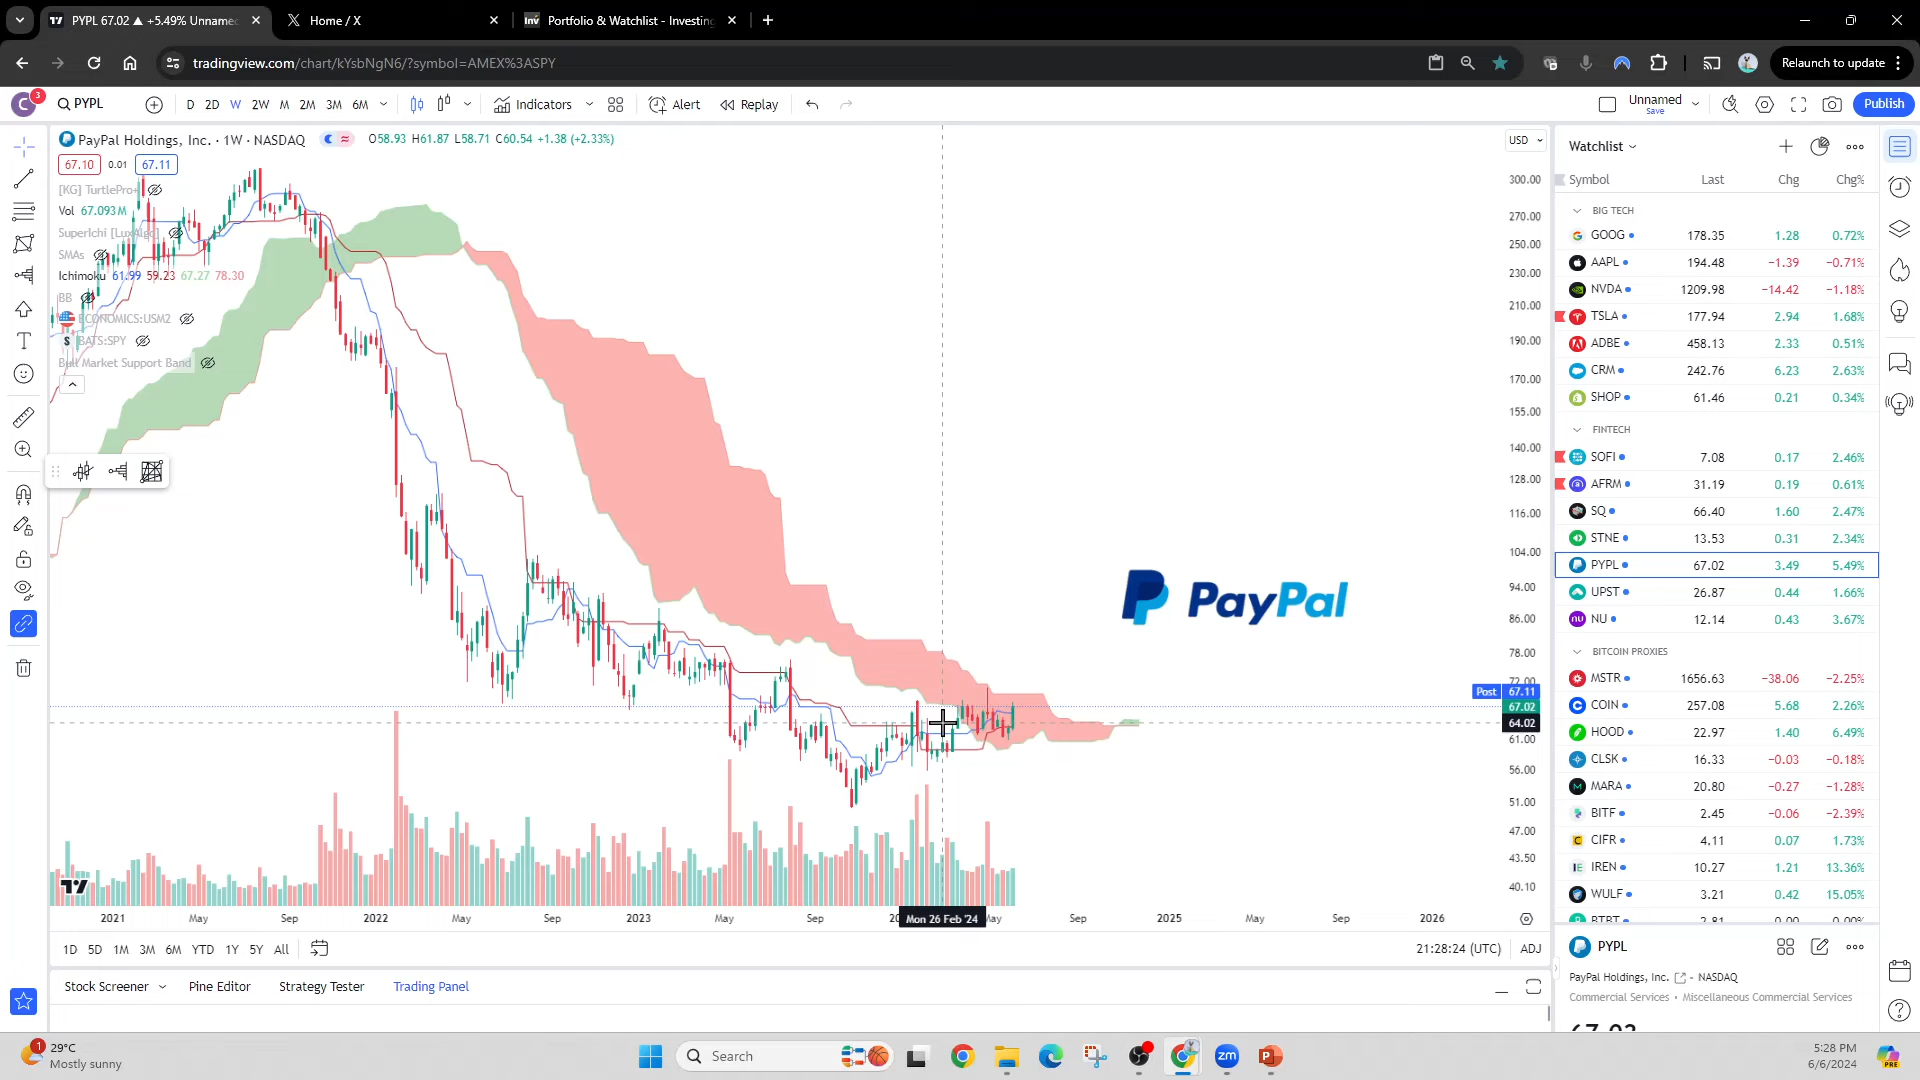 PYPL 67.02 ▲ +5.49% Unname
Home / X
Portfolio & Watchlist - Investing
tradingview.com/chart/kYsbNgN6/?symbol=AMEX%3ASPY
Relaunch to update
C 3 PYPL D 2D W 2W M 2M 3M 6M Indicators Alert Replay Unnamed Save Publish
PayPal Holdings, Inc. · 1W · NASDAQ O58.93 H61.87 L58.71 C60.54 +1.38 (+2.33%)
67.10 0.01 67.11
[KG] TurtlePro+
Vol 67.093M
SuperIchi [LuxAlgo]
SMAs
Ichimoku 61.99 59.23 67.27 78.30
BB
ECONOMICS:USM2
$ BATS:SPY
Bull Market Support Band
PayPal
USD
300.00
270.00
250.00
230.00
210.00
190.00
170.00
155.00
140.00
128.00
116.00
104.00
94.00
86.00
78.00
72.00
Post 67.11
67.02
64.02
61.00
56.00
51.00
47.00
43.50
40.10
2021 May Sep 2022 May Sep 2023 May Sep Mon 26 Feb '24 May Sep 2025 May Sep 2026
1D 5D 1M 3M 6M YTD 1Y 5Y All 21:28:24 (UTC) ADJ
Stock Screener Pine Editor Strategy Tester Trading Panel
Watchlist
Symbol Last Chg Chg%
BIG TECH
GOOG 178.35 1.28 0.72%
AAPL 194.48 −1.39 −0.71%
NVDA 1209.98 −14.42 −1.18%
TSLA 177.94 2.94 1.68%
ADBE 458.13 2.33 0.51%
CRM 242.76 6.23 2.63%
SHOP 61.46 0.21 0.34%
FINTECH
SOFI 7.08 0.17 2.46%
AFRM 31.19 0.19 0.61%
SQ 66.40 1.60 2.47%
STNE 13.53 0.31 2.34%
PYPL 67.02 3.49 5.49%
UPST 26.87 0.44 1.66%
NU 12.14 0.43 3.67%
BITCOIN PROXIES
MSTR 1656.63 −38.06 −2.25%
COIN 257.08 5.68 2.26%
HOOD 22.97 1.40 6.49%
CLSK 16.33 −0.03 −0.18%
MARA 20.80 −0.27 −1.28%
BITF 2.45 −0.06 −2.39%
CIFR 4.11 0.07 1.73%
IREN 10.27 1.21 13.36%
WULF 3.21 0.42 15.05%
BTBT 2.81 0.00 0.00%
PYPL
PayPal Holdings, Inc. - NASDAQ
Commercial Services • Miscellaneous Commercial Services
67.02
1 29°C
Mostly sunny
Search
5:28 PM
6/6/2024